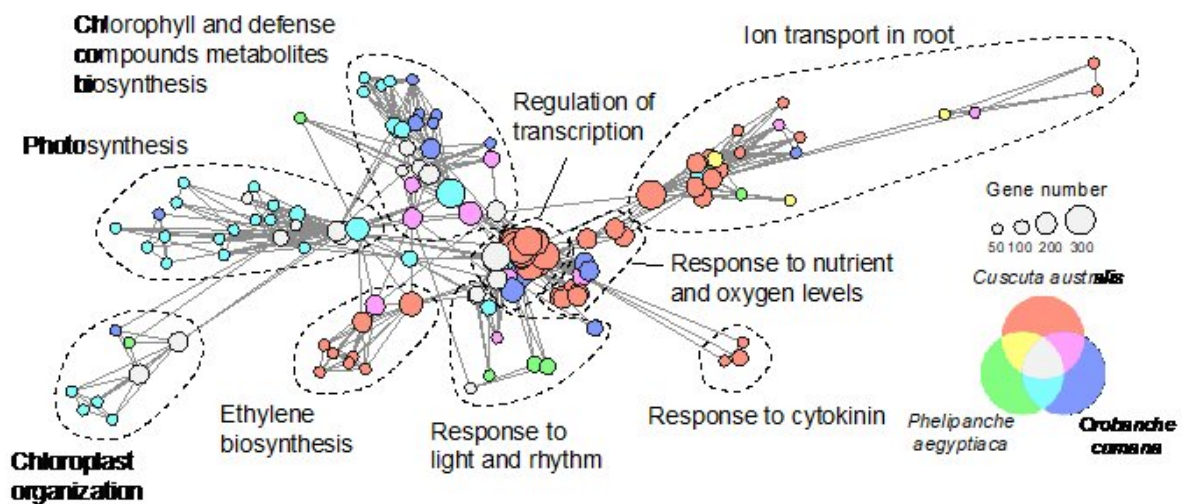 Chlorophyll and defense
compounds metabolites
biosynthesis
Ion transport in root
Regulation of
transcription
Photosynthesis
Gene number
50 100 200 300
Cuscuta australis
Response to nutrient
and oxygen levels
Ethylene
biosynthesis
Response to
light and rhythm
Response to cytokinin
Phelipanche
aegyptiaca
Orobanche
cumana
Chloroplast
organization